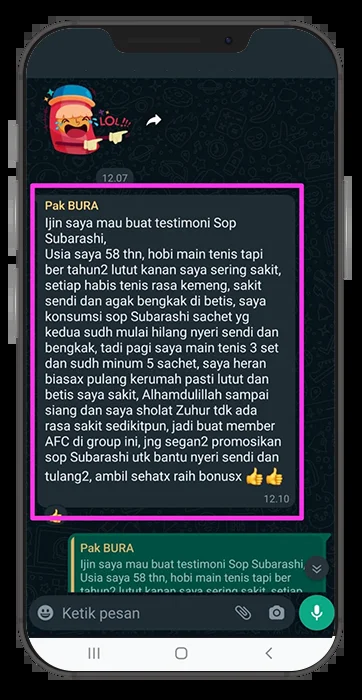 LOL!!!
12.07
Pak BURA
Ijin saya mau buat testimoni Sop
Subarashi,
Usia saya 58 thn, hobi main tenis tapi
ber tahun2 lutut kanan saya sering sakit,
setiap habis tenis rasa kemeng, sakit
sendi dan agak bengkak di betis, saya
konsumsi sop Subarashi sachet yg
kedua sudh mulai hilang nyeri sendi dan
bengkak, tadi pagi saya main tenis 3 set
dan sudh minum 5 sachet, saya heran
biasax pulang kerumah pasti lutut dan
betis saya sakit, Alhamdulillah sampai
siang dan saya sholat Zuhur tdk ada
rasa sakit sedikitpun, jadi buat member
AFC di group ini, jng segan2 promosikan
sop Subarashi utk bantu nyeri sendi dan
tulang2, ambil sehatx raih bonusx 👍👍
12.10
Pak BURA
Ijin saya mau buat testimoni Sop Subarashi,
Usia saya 58 thn, hobi main tenis tapi ber
tahun2 lutut kanan saya sering sakit, setiap
Ketik pesan